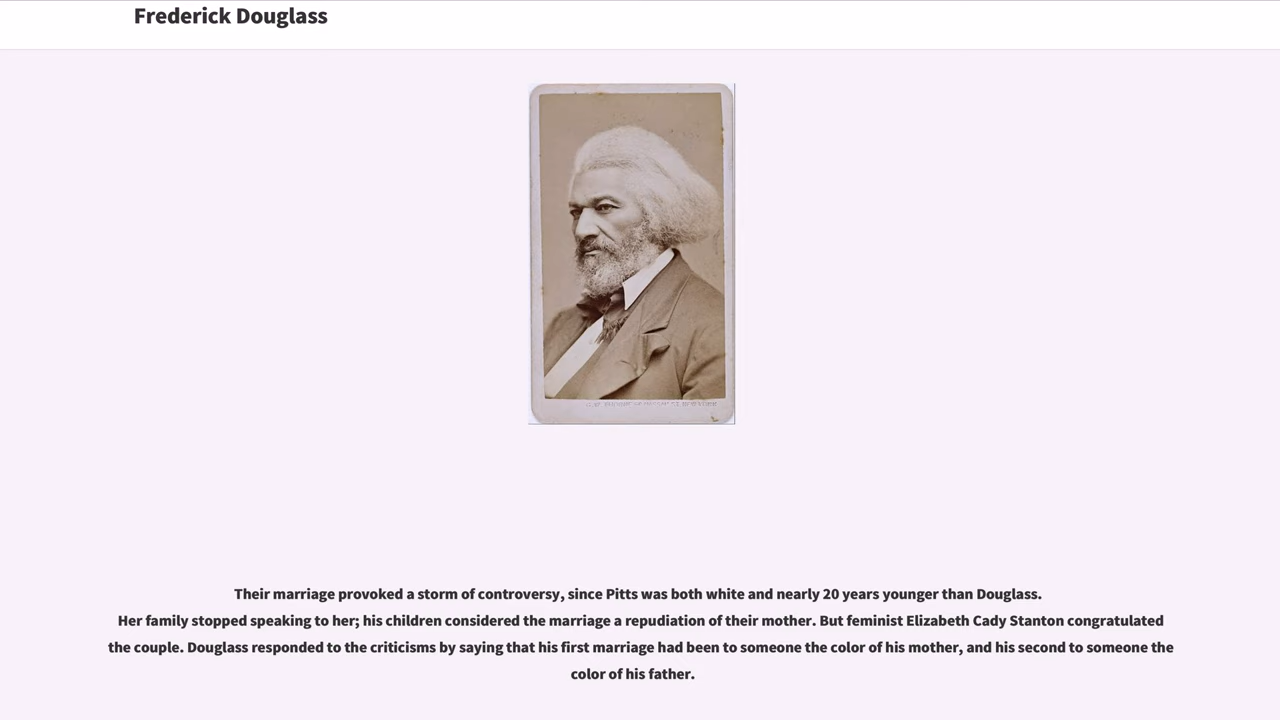 Frederick Douglass
Their marriage provoked a storm of controversy, since Pitts was both white and nearly 20 years younger than Douglass.
Her family stopped speaking to her; his children considered the marriage a repudiation of their mother. But feminist Elizabeth Cady Stanton congratulated
the couple. Douglass responded to the criticisms by saying that his first marriage had been to someone the color of his mother, and his second to someone the
color of his father.